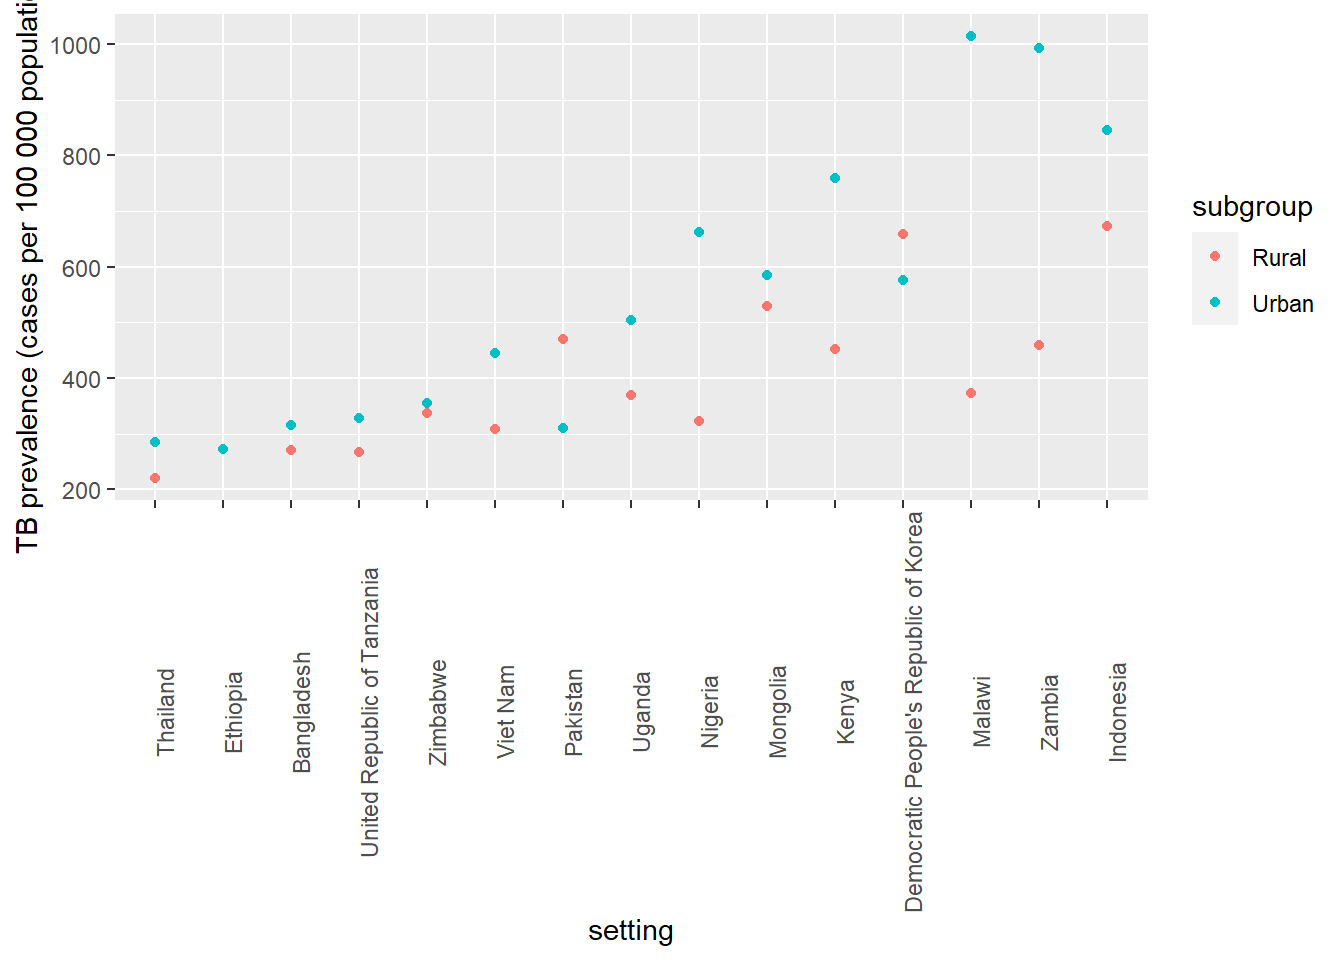 TB prevalence (cases per 100 000 populatio
1000
800
600
400
200
Thailand
Ethiopia
Bangladesh
United Republic of Tanzania
Zimbabwe
Viet Nam
Pakistan
Uganda
Nigeria
Mongolia
Kenya
Democratic People's Republic of Korea
Malawi
Zambia
Indonesia
setting
subgroup
Rural
Urban